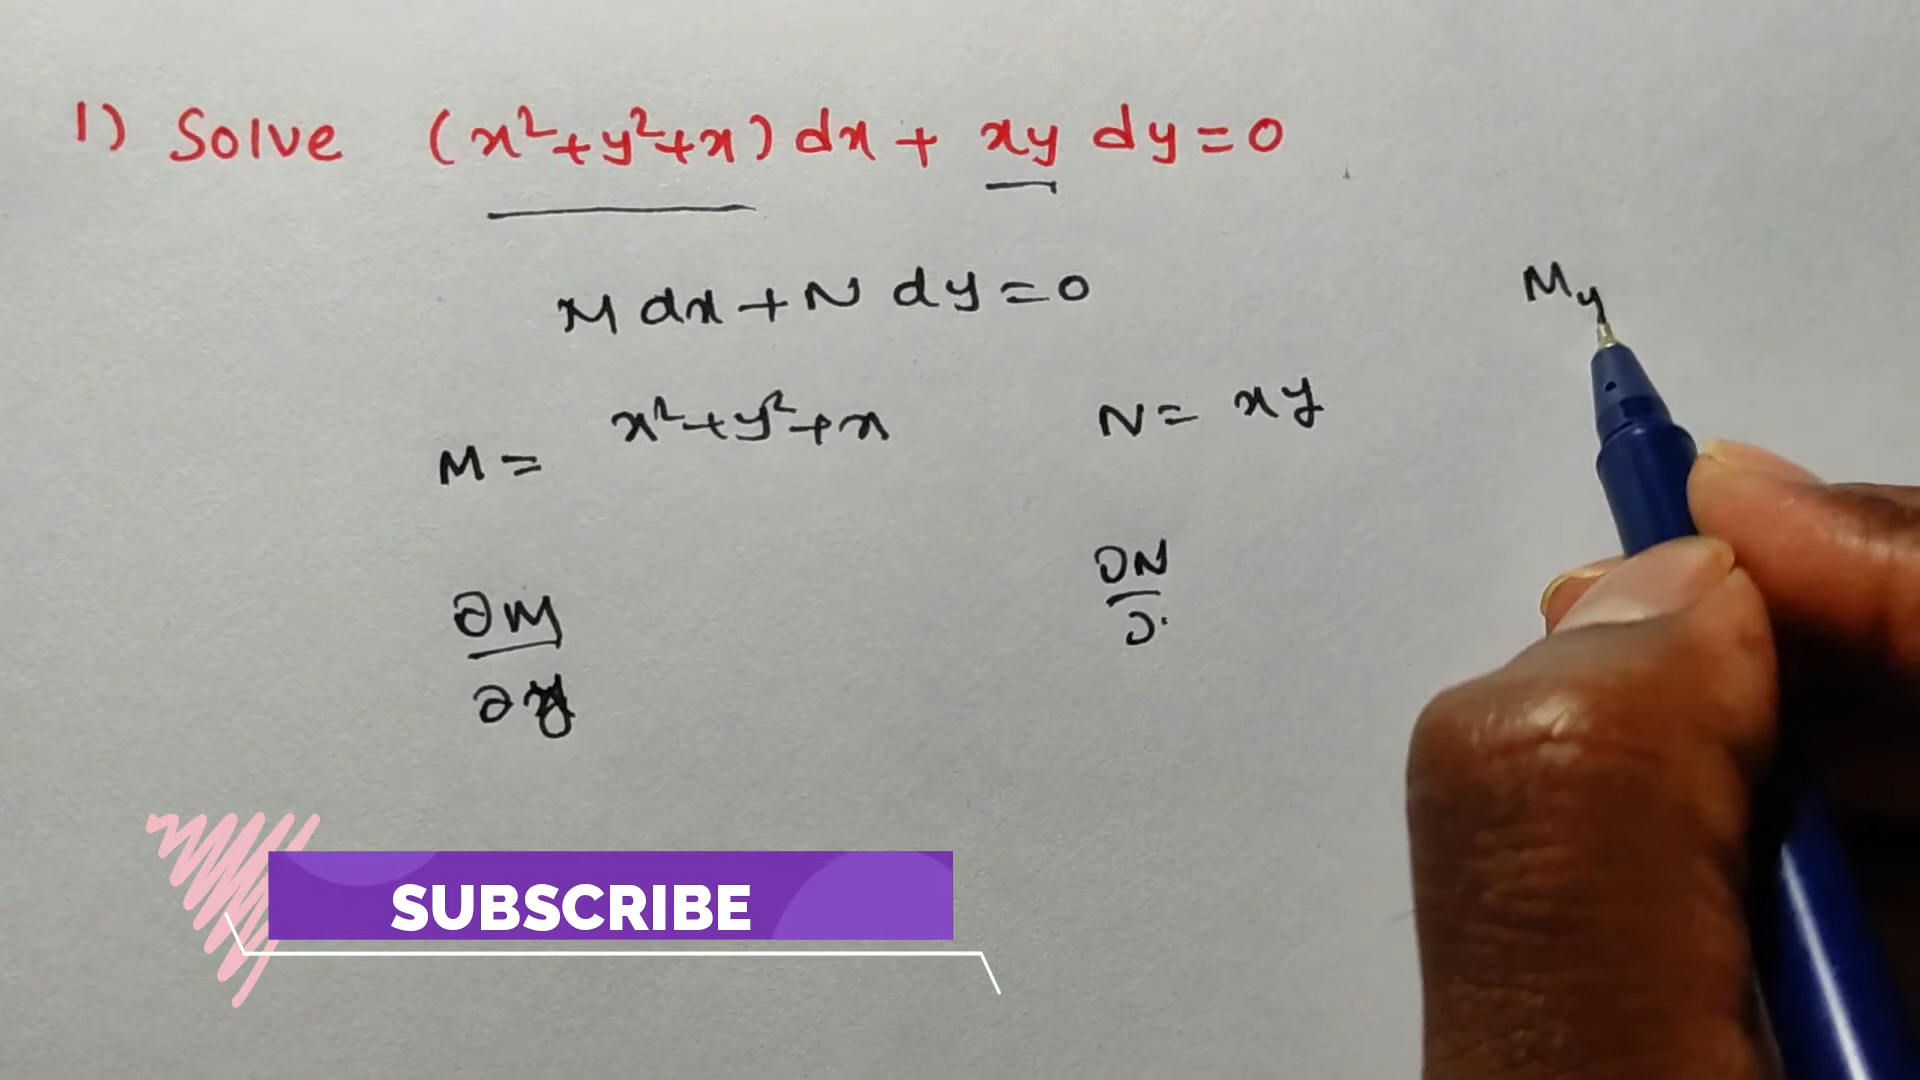 1) Solve (x²+y²+x) dx + xy dy = 0
M dx + N dy = 0
My
M = x²+y²+x
N = xy
∂M
∂y
∂N
∂
SUBSCRIBE